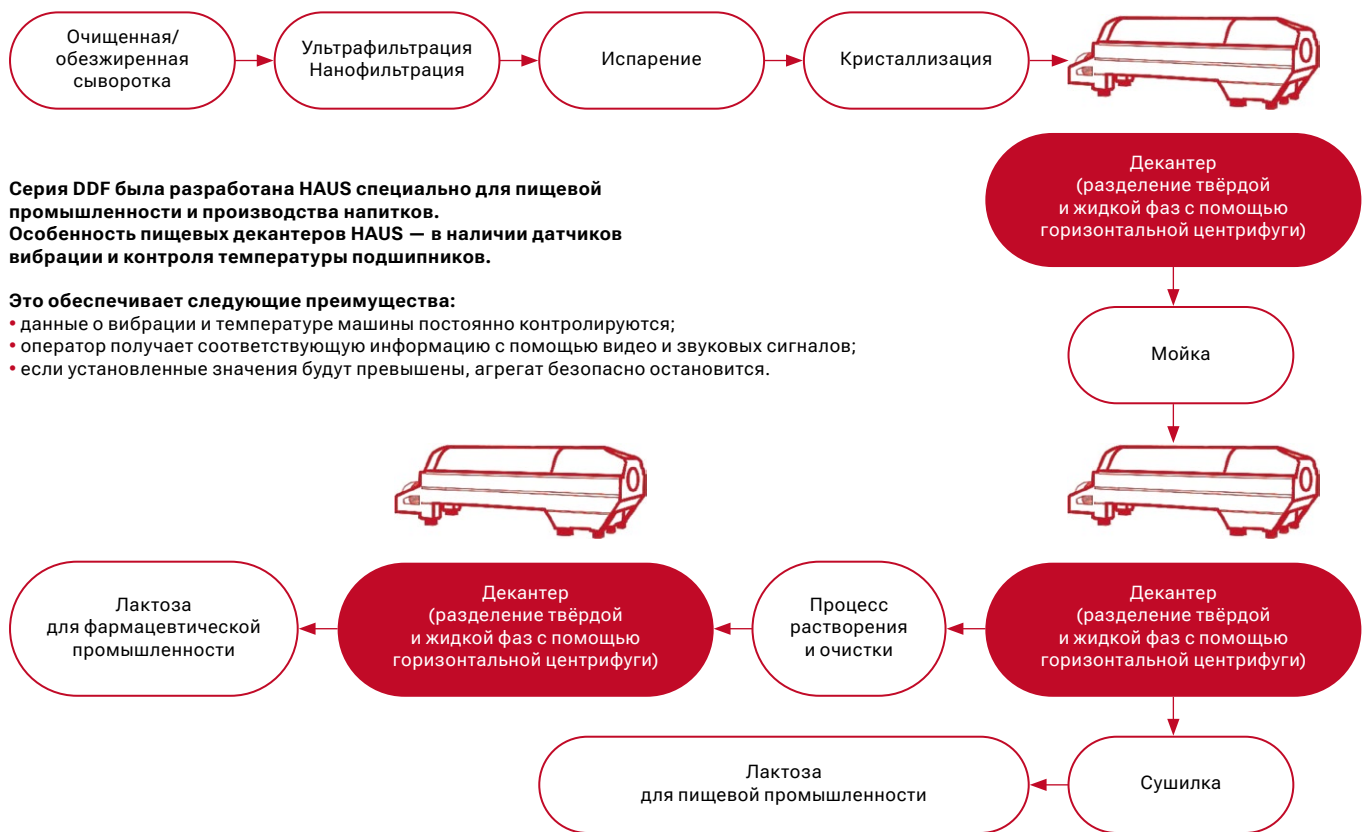 Очищенная/
обезжиренная
сыворотка
Ультрафильтрация
Нанофильтрация
Испарение
Кристаллизация
Декантер
(разделение твёрдой
и жидкой фаз с помощью
горизонтальной центрифуги)
Серия DDF была разработана HAUS специально для пищевой
промышленности и производства напитков.
Особенность пищевых декантеров HAUS — в наличии датчиков
вибрации и контроля температуры подшипников.
Это обеспечивает следующие преимущества:
• данные о вибрации и температуре машины постоянно контролируются;
• оператор получает соответствующую информацию с помощью видео и звуковых сигналов;
• если установленные значения будут превышены, агрегат безопасно остановится.
Мойка
Декантер
(разделение твёрдой
и жидкой фаз с помощью
горизонтальной центрифуги)
Процесс
растворения
и очистки
Декантер
(разделение твёрдой
и жидкой фаз с помощью
горизонтальной центрифуги)
Лактоза
для фармацевтической
промышленности
Сушилка
Лактоза
для пищевой промышленности